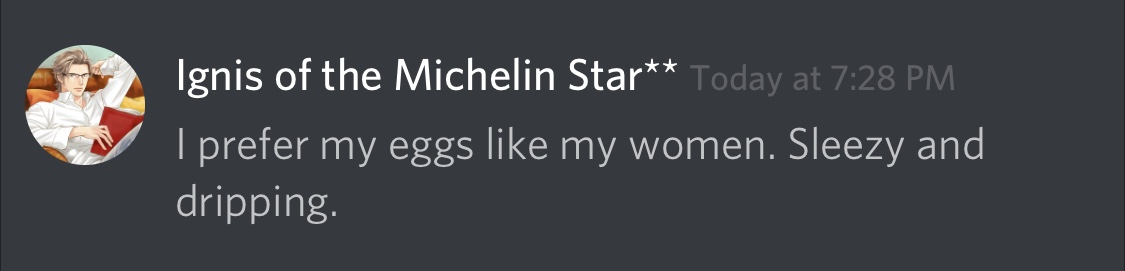 Ignis of the Michelin Star** Today at 7:28 PM
I prefer my eggs like my women. Sleezy and
dripping.